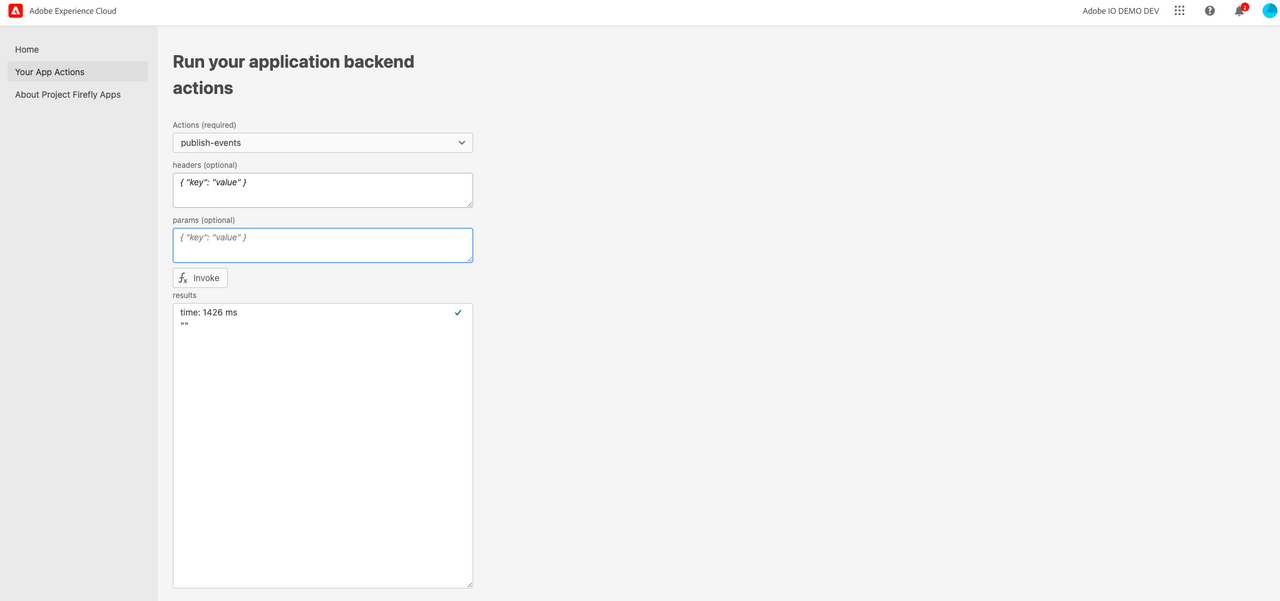 Adobe Experience Cloud
Adobe IO DEMO DEV
2
Home
Your App Actions
About Project Firefly Apps
Run your application backend
actions
Actions (required)
publish-events
headers (optional)
{ "key": "value" }
params (optional)
{ "key": "value" }
fx Invoke
results
time: 1426 ms
""